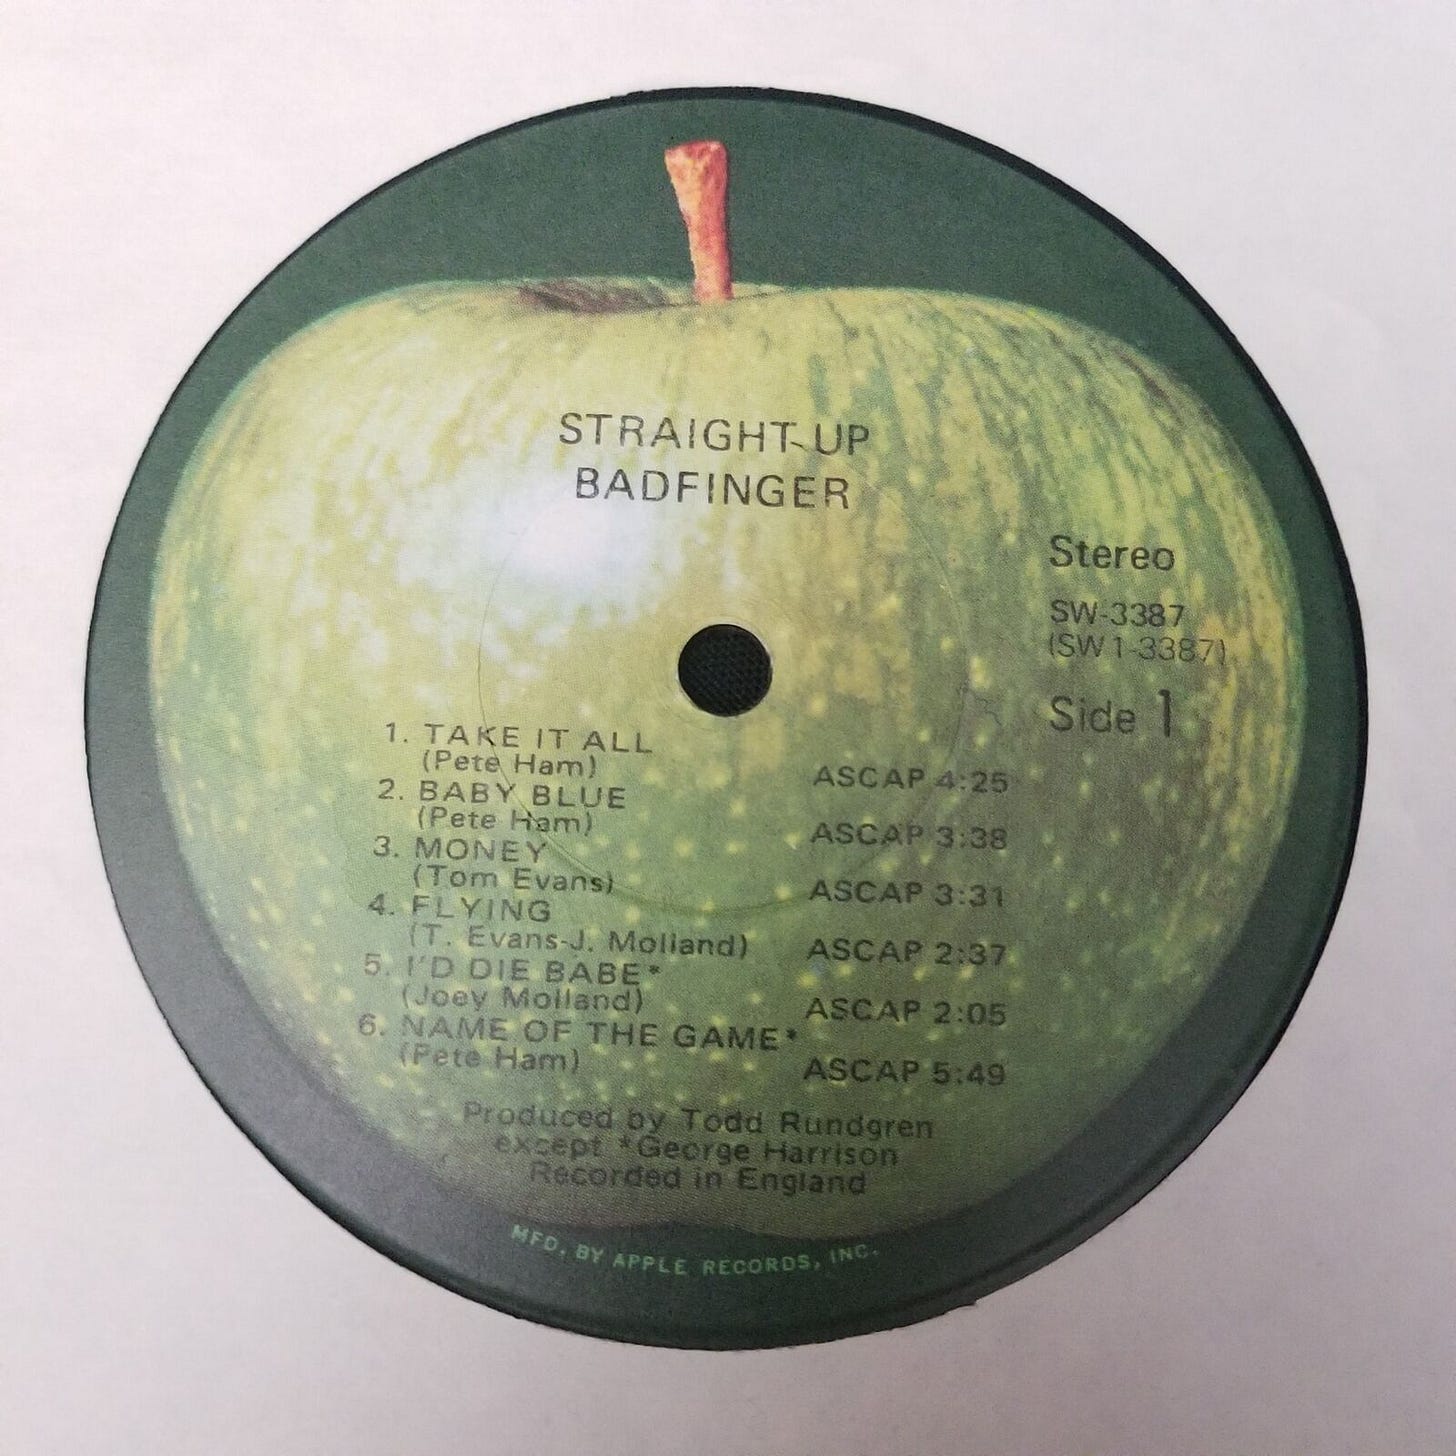 STRAIGHT UP
BADFINGER
Stereo
SW-3387
(SW1-3387)
Side 1
1. TAKE IT ALL
(Pete Ham) ASCAP 4:25
2. BABY BLUE
(Pete Ham) ASCAP 3:38
3. MONEY
(Tom Evans) ASCAP 3:31
4. FLYING
(T. Evans-J. Molland) ASCAP 2:37
5. I'D DIE BABE*
(Joey Molland) ASCAP 2:05
6. NAME OF THE GAME*
(Pete Ham) ASCAP 5:49
Produced by Todd Rundgren
except *George Harrison
Recorded in England
MFD. BY APPLE RECORDS, INC.